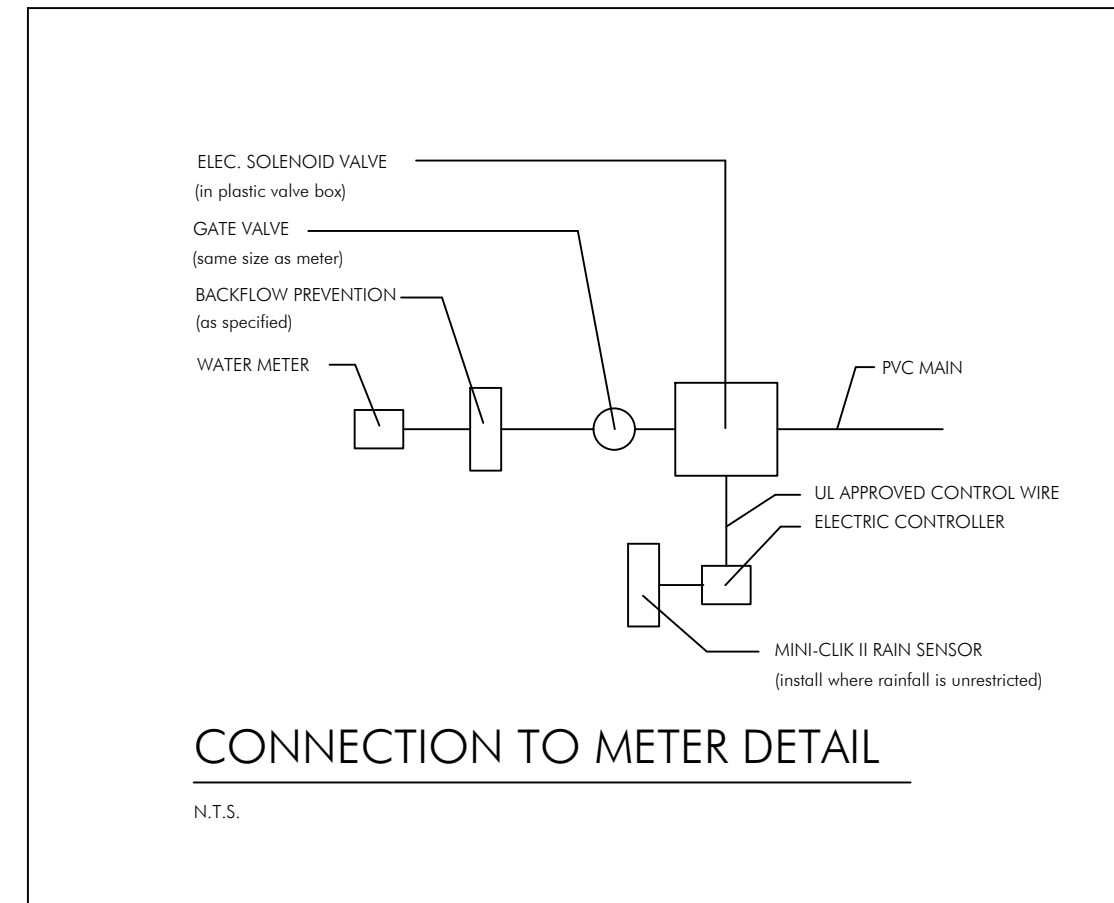 ELEC. SOLENOID VALVE
(in plastic valve box)
GATE VALVE
(same size as meter)
BACKFLOW PREVENTION
(as specified)
WATER METER
PVC MAIN
UL APPROVED CONTROL WIRE
ELECTRIC CONTROLLER
MINI-CLIK II RAIN SENSOR
(install where rainfall is unrestricted)
CONNECTION TO METER DETAIL
N.T.S.